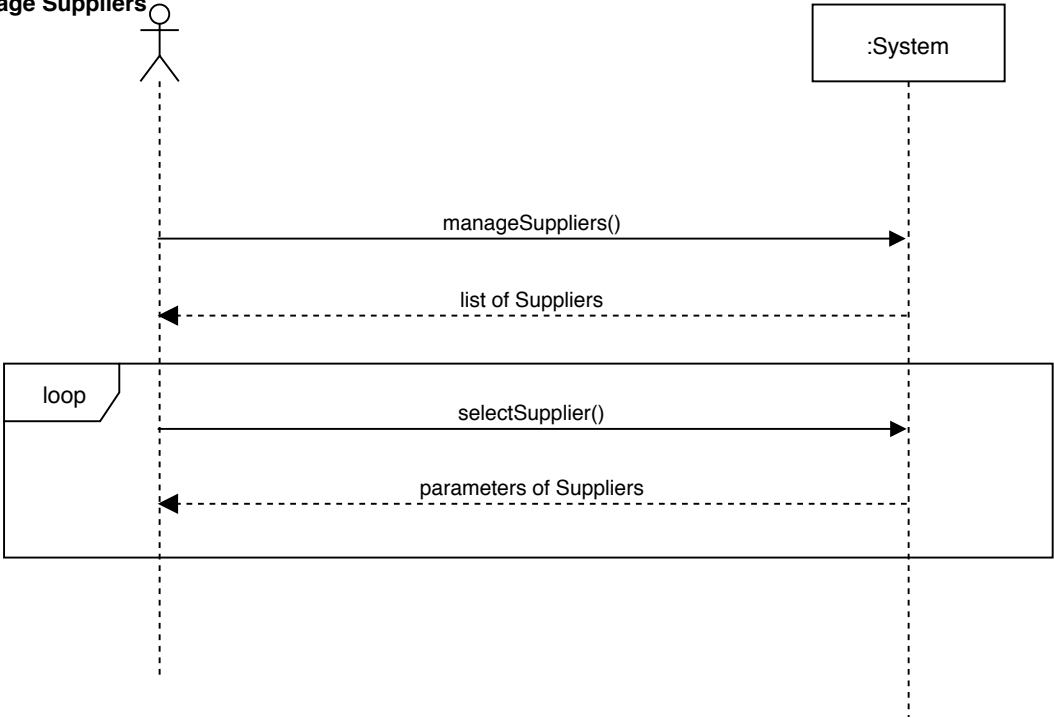 age Suppliers
:System
manageSuppliers()
list of Suppliers
loop
selectSupplier()
parameters of Suppliers